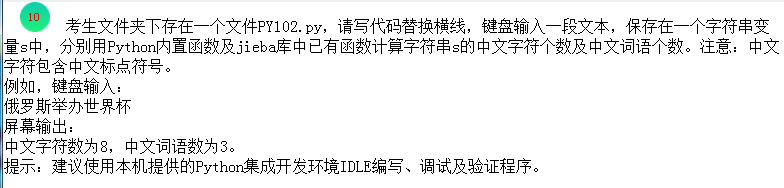 10 考生文件夹下存在一个文件PY102.py，请写代码替换横线，键盘输入一段文本，保存在一个字符串变
量s中，分别用Python内置函数及jieba库中已有函数计算字符串s的中文字符个数及中文词语个数。注意：中文
字符包含中文标点符号。
例如，键盘输入：
俄罗斯举办世界杯
屏幕输出：
中文字符数为8，中文词语数为3。
提示：建议使用本机提供的Python集成开发环境IDLE编写、调试及验证程序。